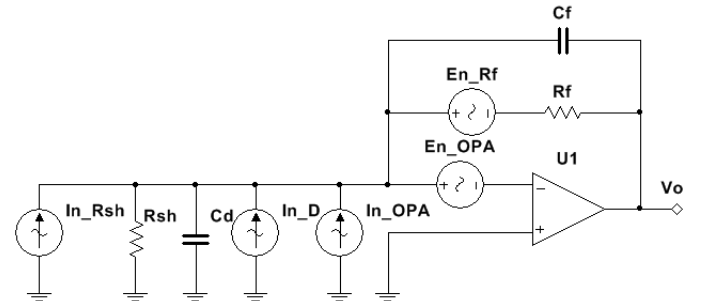 Cf
En_Rf
Rf
En_OPA
U1
Vo
In_Rsh
Rsh
Cd
In_D
In_OPA